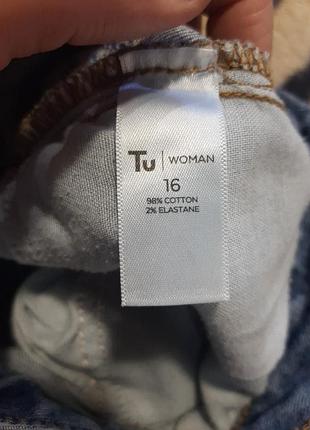 Tu | WOMAN
16
98% COTTON
2% ELASTANE